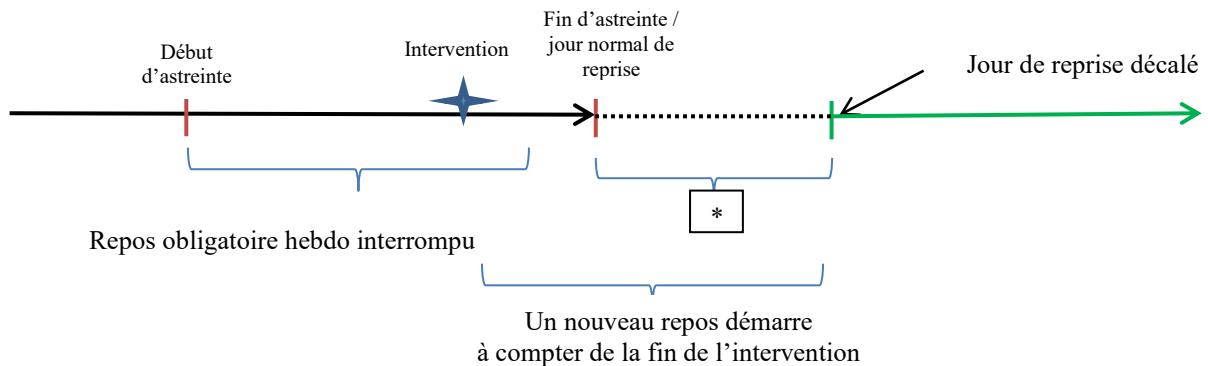 Début
d’astreinte
Intervention
Fin d’astreinte /
jour normal de
reprise
Jour de reprise décalé
*
Repos obligatoire hebdo interrompu
Un nouveau repos démarre
à compter de la fin de l’intervention